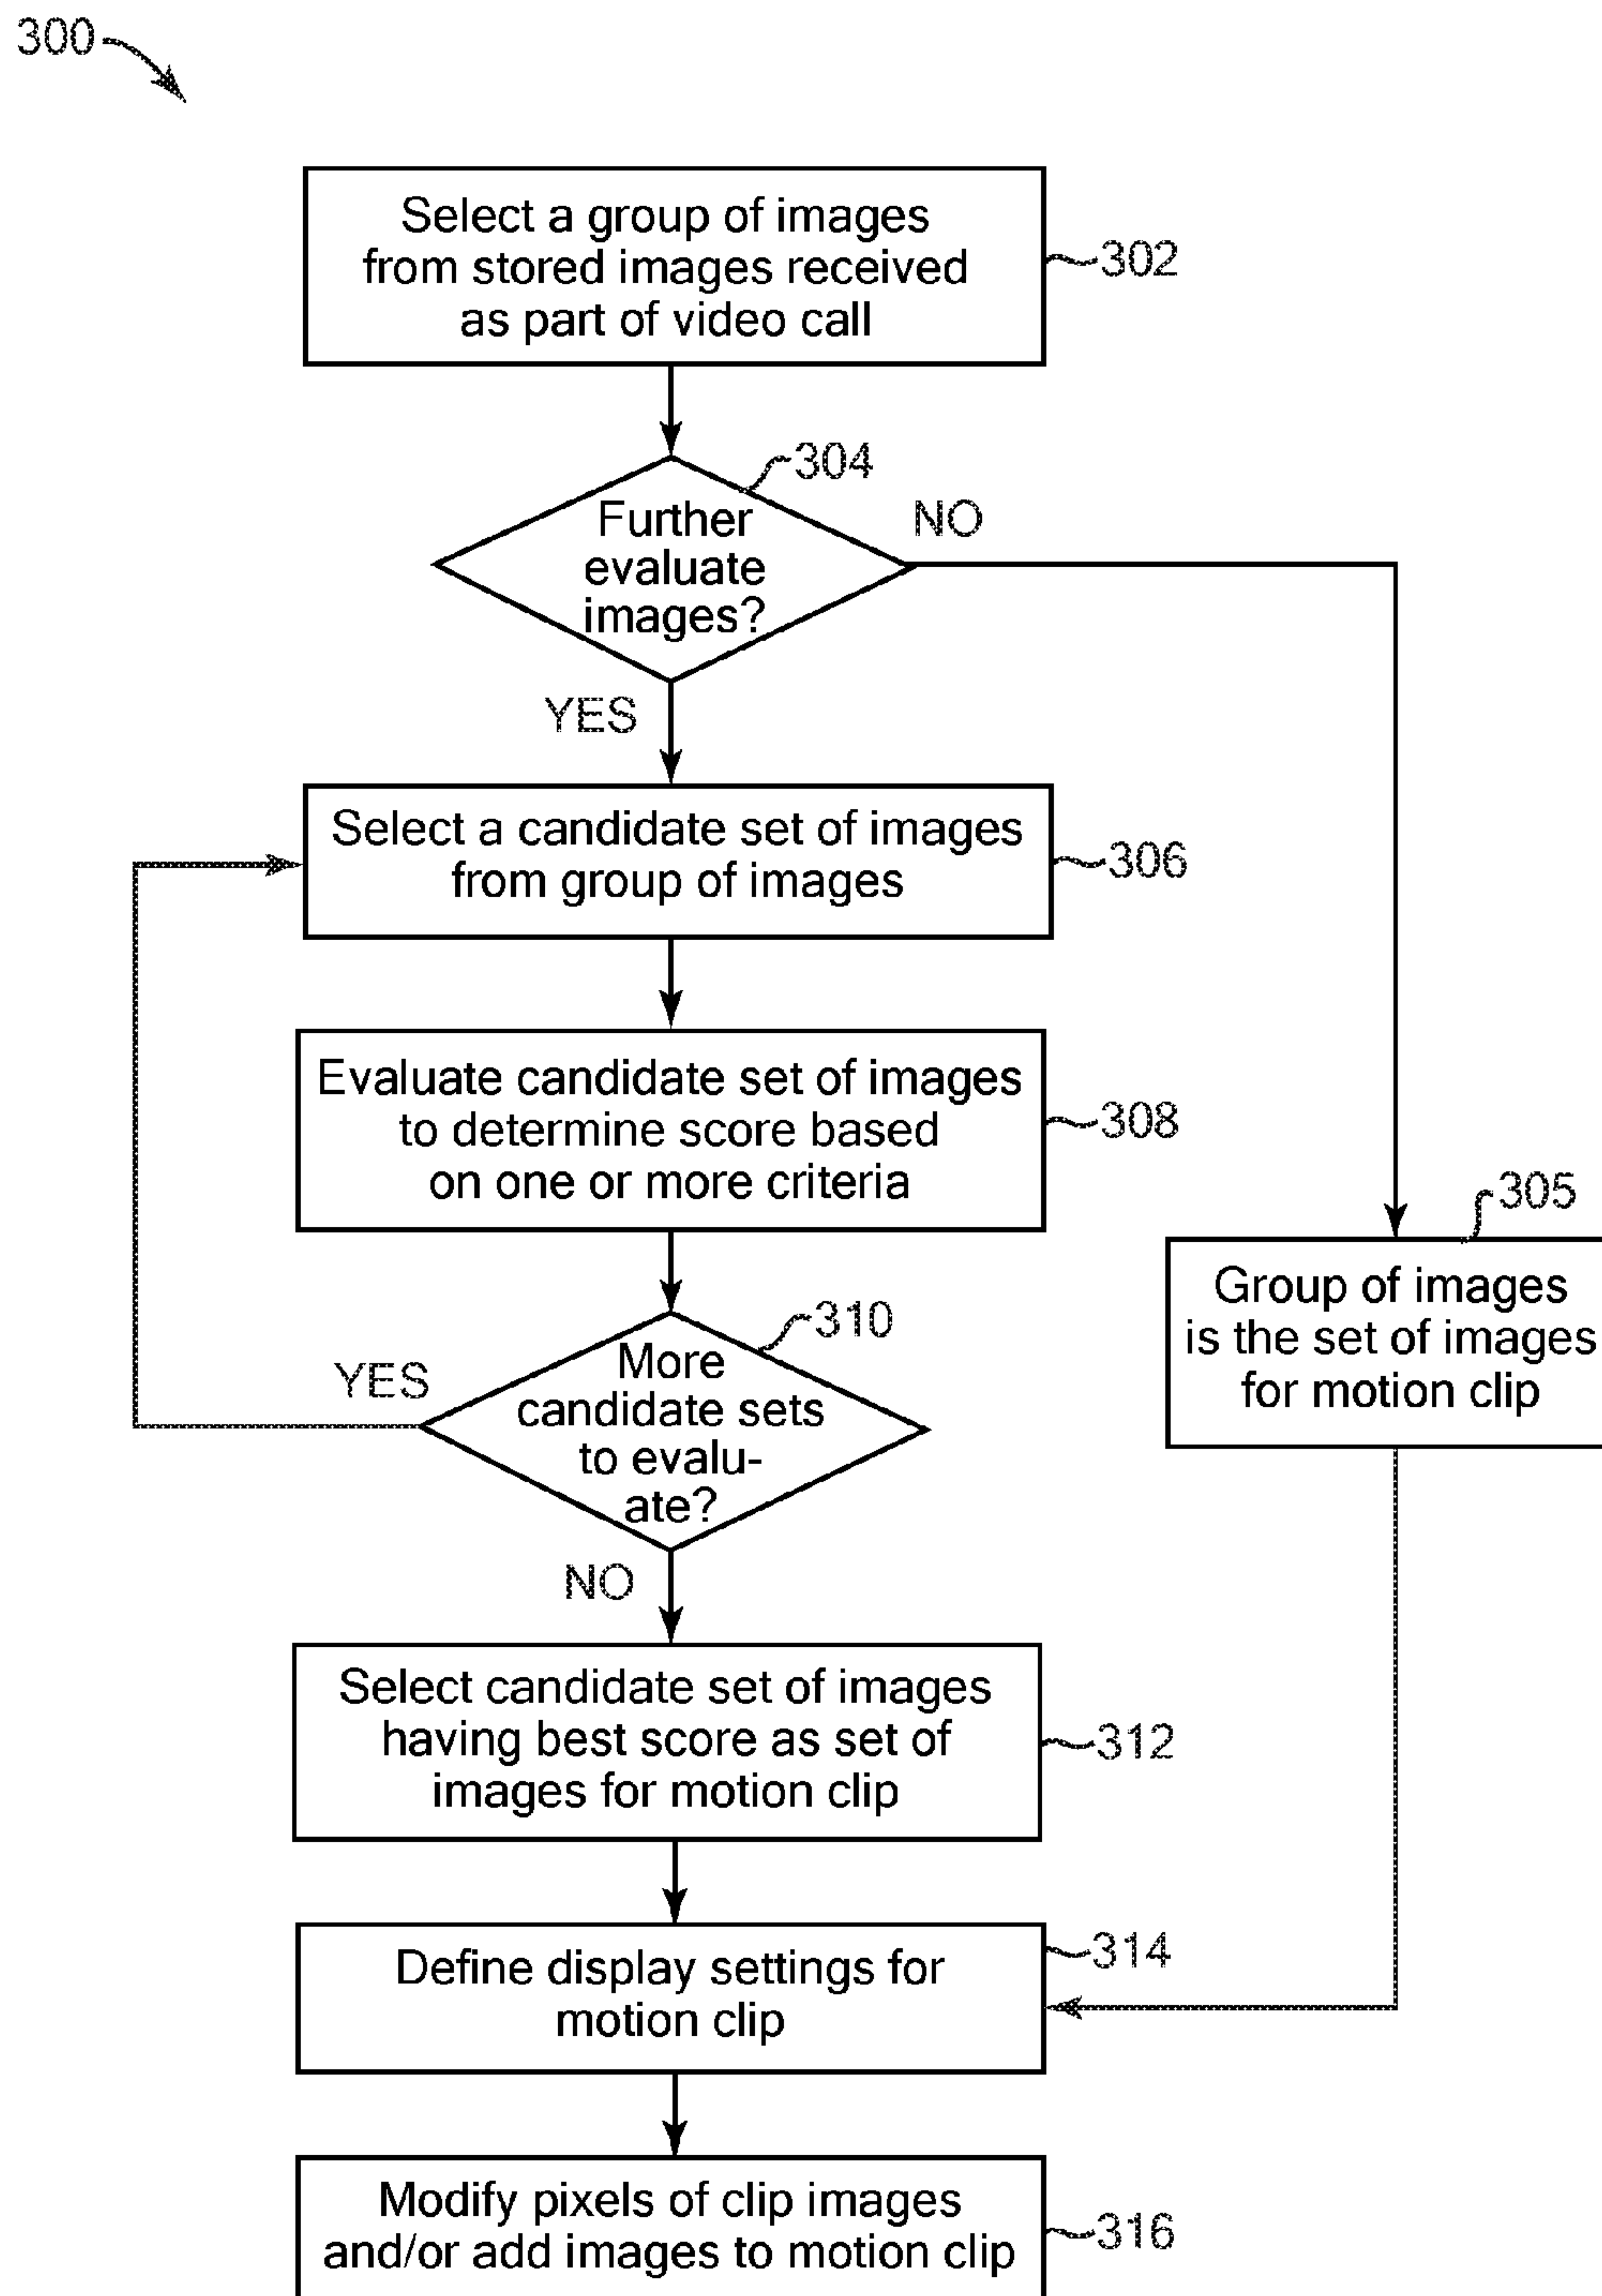 300
Select a group of images
from stored images received
as part of video call
302
304
Further
evaluate
images?
NO
YES
Select a candidate set of images
from group of images
306
Evaluate candidate set of images
to determine score based
on one or more criteria
308
305
Group of images
is the set of images
for motion clip
310
More
candidate sets
to evalu-
ate?
YES
NO
Select candidate set of images
having best score as set of
images for motion clip
312
Define display settings for
motion clip
314
Modify pixels of clip images
and/or add images to motion clip
316